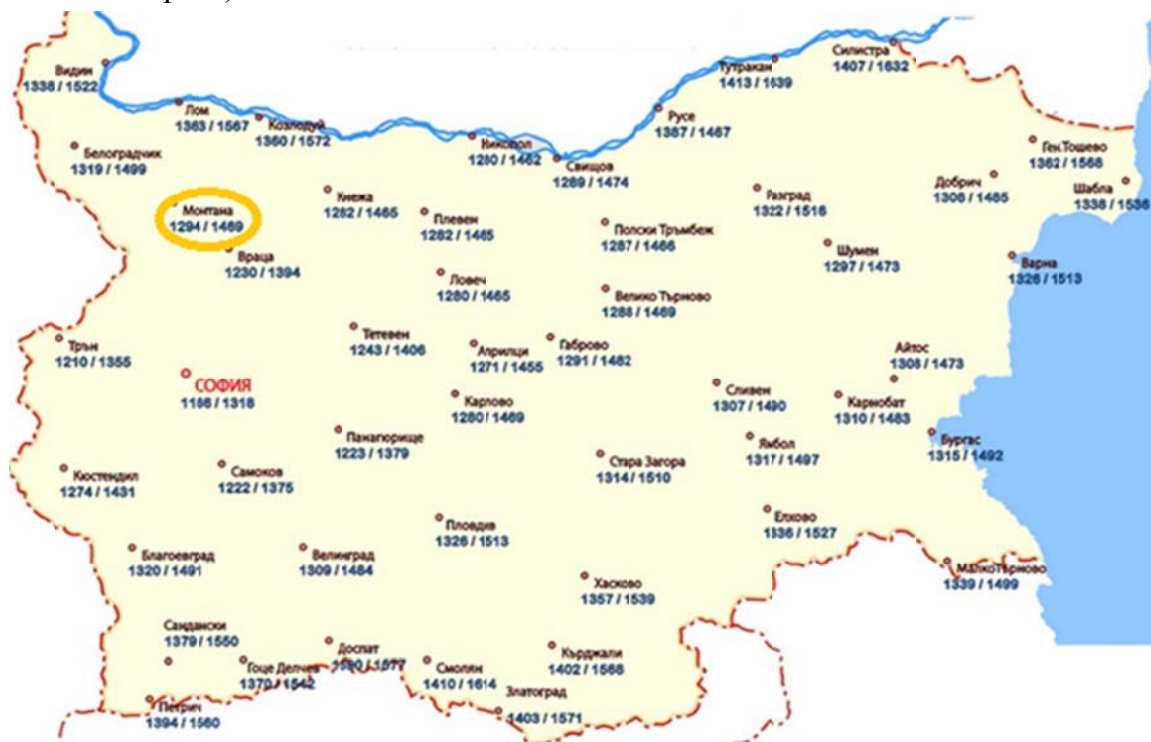 Силистра
1407 / 1632
Тутракан
1413 / 1639
Видин
1338 / 1522
Лом
1363 / 1567
Козлодуй
1360 / 1572
Русе
1387 / 1467
Никопол
1280 / 1462
Свищов
1289 / 1474
Белоградчик
1319 / 1499
Ген.Тошево
1362 / 1568
Добрич
1306 / 1485
Шабла
1338 / 1536
Монтана
1294 / 1469
Кнежа
1282 / 1465
Плевен
1282 / 1465
Разград
1322 / 1516
Полски Тръмбеж
1287 / 1466
Шумен
1297 / 1473
Враца
1230 / 1394
Варна
1326 / 1513
Ловеч
1280 / 1465
Велико Търново
1288 / 1469
Трън
1210 / 1355
Тетевен
1243 / 1406
Априлци
1271 / 1455
Габрово
1291 / 1482
Айтос
1308 / 1473
СОФИЯ
1186 / 1318
Карлово
1280 / 1469
Сливен
1307 / 1490
Карнобат
1310 / 1483
Панагюрище
1223 / 1379
Ямбол
1317 / 1497
Бургас
1315 / 1492
Кюстендил
1274 / 1431
Самоков
1222 / 1375
Стара Загора
1314 / 1510
Пловдив
1326 / 1513
Елхово
1336 / 1527
Благоевград
1320 / 1491
Велинград
1309 / 1484
Хасково
1357 / 1539
МалкоТърново
1339 / 1499
Сандански
1379 / 1550
Гоце Делчев
1370 / 1542
Доспат
1390 / 1577
Смолян
1410 / 1614
Кърджали
1402 / 1568
Златоград
1403 / 1571
Петрич
1394 / 1560